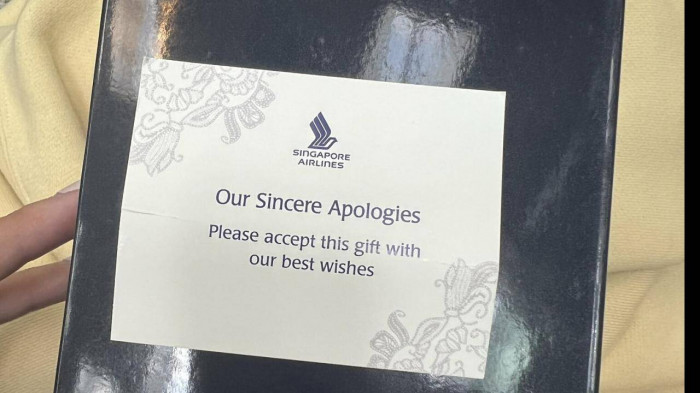 SINGAPORE
AIRLINES
Our Sincere Apologies
Please accept this gift with
our best wishes